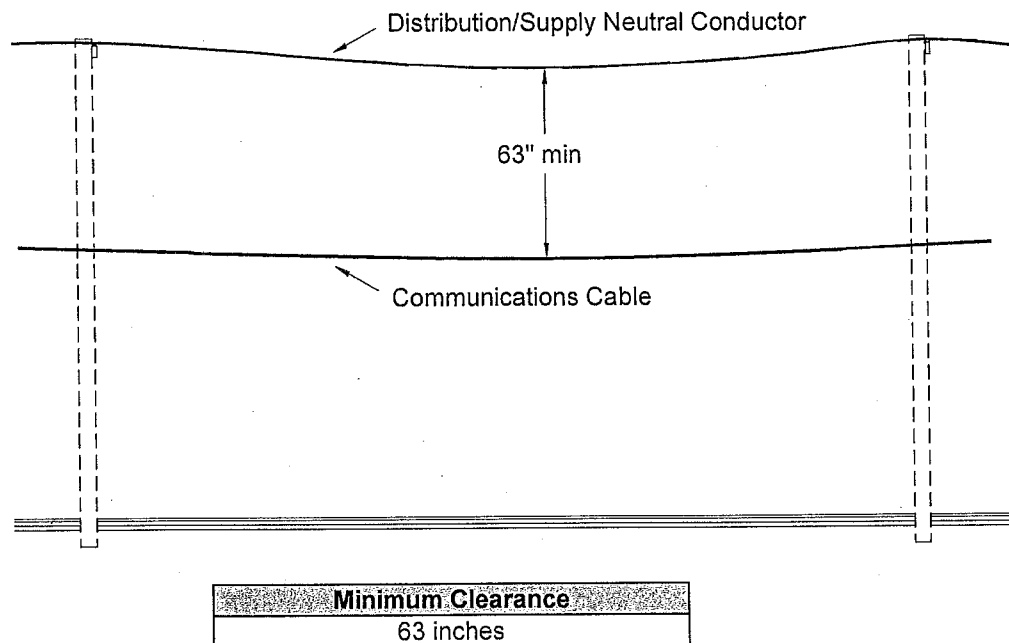 Distribution/Supply Neutral Conductor
63" min
Communications Cable
Minimum Clearance
63 inches